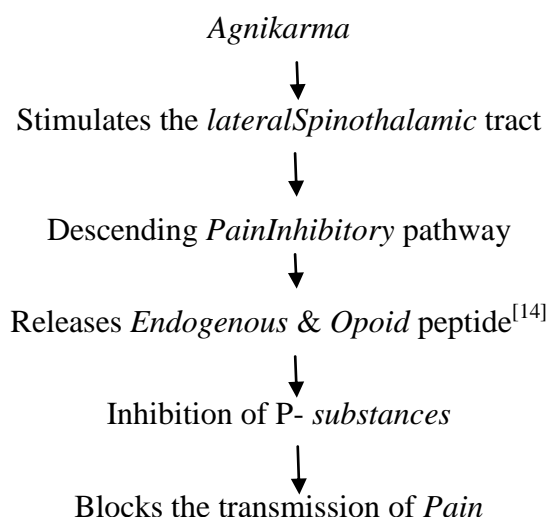 Agnikarma
Stimulates the lateralSpinothalamic tract
Descending PainInhibitory pathway
Releases Endogenous & Opoid peptide[14]
Inhibition of P- substances
Blocks the transmission of Pain